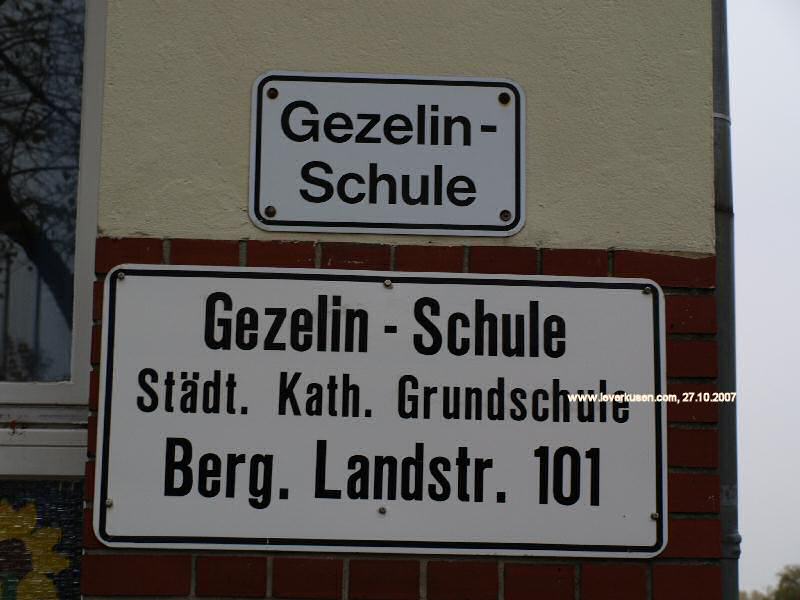 Gezelin-
Schule
Gezelin - Schule
Städt. Kath. Grundschule
www.leverkusen.com, 27.10.2007
Berg. Landstr. 101